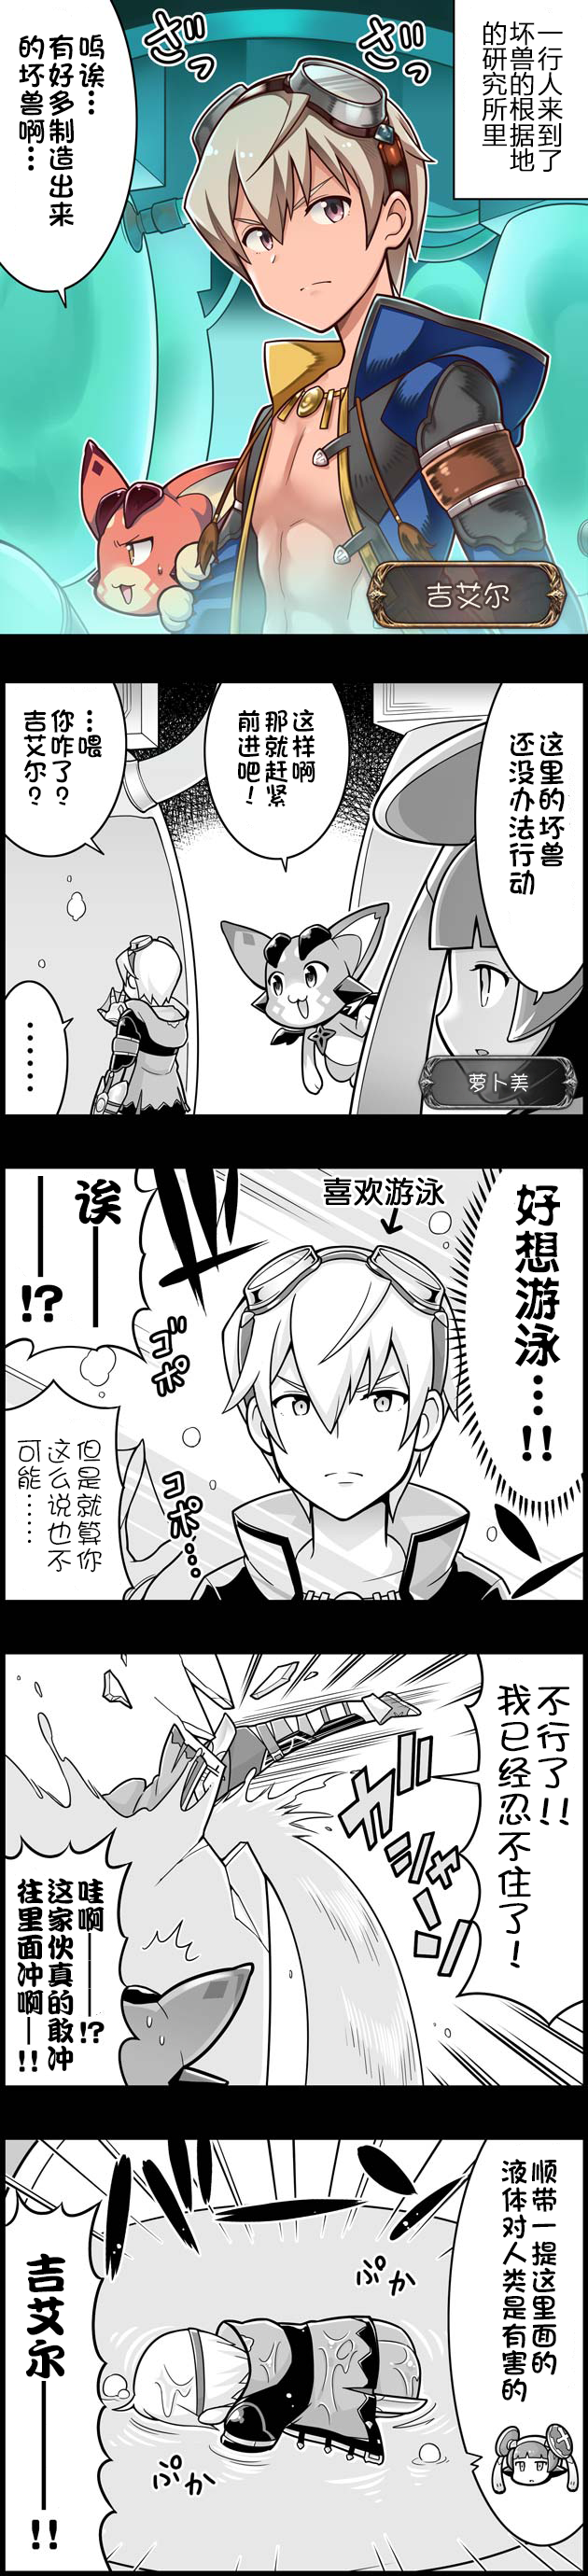 一行人来到了
坏兽的根据地
的研究所里
ざっ
ざっ
呜诶…
有好多制造出来
的坏兽啊…
吉艾尔
这里的坏兽
还没办法行动
这样啊
那就赶紧
前进吧！
…喂
你咋了？
吉艾尔？
……
萝卜美
好想游泳…!!
喜欢游泳
诶——
——!?
ゴポ
コポ…
但是就算你
这么说也不
可能……
不行了!!
我已经忍不住了!
ガシャーン
哇啊——!?
这家伙真的敢冲
往里面冲啊—!!
顺带一提这里面的
液体对人类是有害的
ぷか
ぷか
吉艾尔——!!